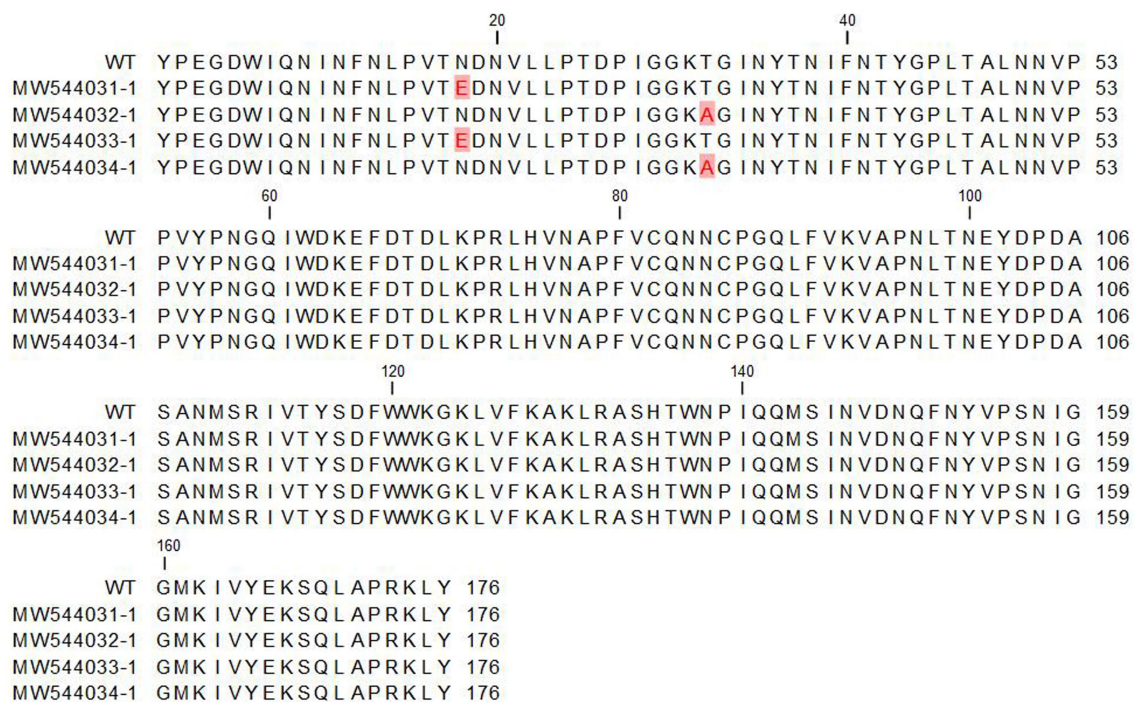 20 40
WT YPEGDWIQNINFNLPVTNDNVLLPTDPIGGKTGINYTNIFNTYGPLTALNNVP 53
MW544031-1 YPEGDWIQNINFNLPVTEDNVLLPTDPIGGKTGINYTNIFNTYGPLTALNNVP 53
MW544032-1 YPEGDWIQNINFNLPVTNDNVLLPTDPIGGKAGINYTNIFNTYGPLTALNNVP 53
MW544033-1 YPEGDWIQNINFNLPVTEDNVLLPTDPIGGKTGINYTNIFNTYGPLTALNNVP 53
MW544034-1 YPEGDWIQNINFNLPVTNDNVLLPTDPIGGKAGINYTNIFNTYGPLTALNNVP 53
60 80 100
WT PVYPNGQIWDKEFDTDLKPRLHVNAPFVCQNNCPGQLFVKVAPNLTNEYDPDA 106
MW544031-1 PVYPNGQIWDKEFDTDLKPRLHVNAPFVCQNNCPGQLFVKVAPNLTNEYDPDA 106
MW544032-1 PVYPNGQIWDKEFDTDLKPRLHVNAPFVCQNNCPGQLFVKVAPNLTNEYDPDA 106
MW544033-1 PVYPNGQIWDKEFDTDLKPRLHVNAPFVCQNNCPGQLFVKVAPNLTNEYDPDA 106
MW544034-1 PVYPNGQIWDKEFDTDLKPRLHVNAPFVCQNNCPGQLFVKVAPNLTNEYDPDA 106
120 140
WT SANMSRIVTYSDFWWKGKLVFKAKLRASHTWNPIQQMSINVDNQFNYVPSNIG 159
MW544031-1 SANMSRIVTYSDFWWKGKLVFKAKLRASHTWNPIQQMSINVDNQFNYVPSNIG 159
MW544032-1 SANMSRIVTYSDFWWKGKLVFKAKLRASHTWNPIQQMSINVDNQFNYVPSNIG 159
MW544033-1 SANMSRIVTYSDFWWKGKLVFKAKLRASHTWNPIQQMSINVDNQFNYVPSNIG 159
MW544034-1 SANMSRIVTYSDFWWKGKLVFKAKLRASHTWNPIQQMSINVDNQFNYVPSNIG 159
160
WT GMKIVYEKSQLAPRKLY 176
MW544031-1 GMKIVYEKSQLAPRKLY 176
MW544032-1 GMKIVYEKSQLAPRKLY 176
MW544033-1 GMKIVYEKSQLAPRKLY 176
MW544034-1 GMKIVYEKSQLAPRKLY 176